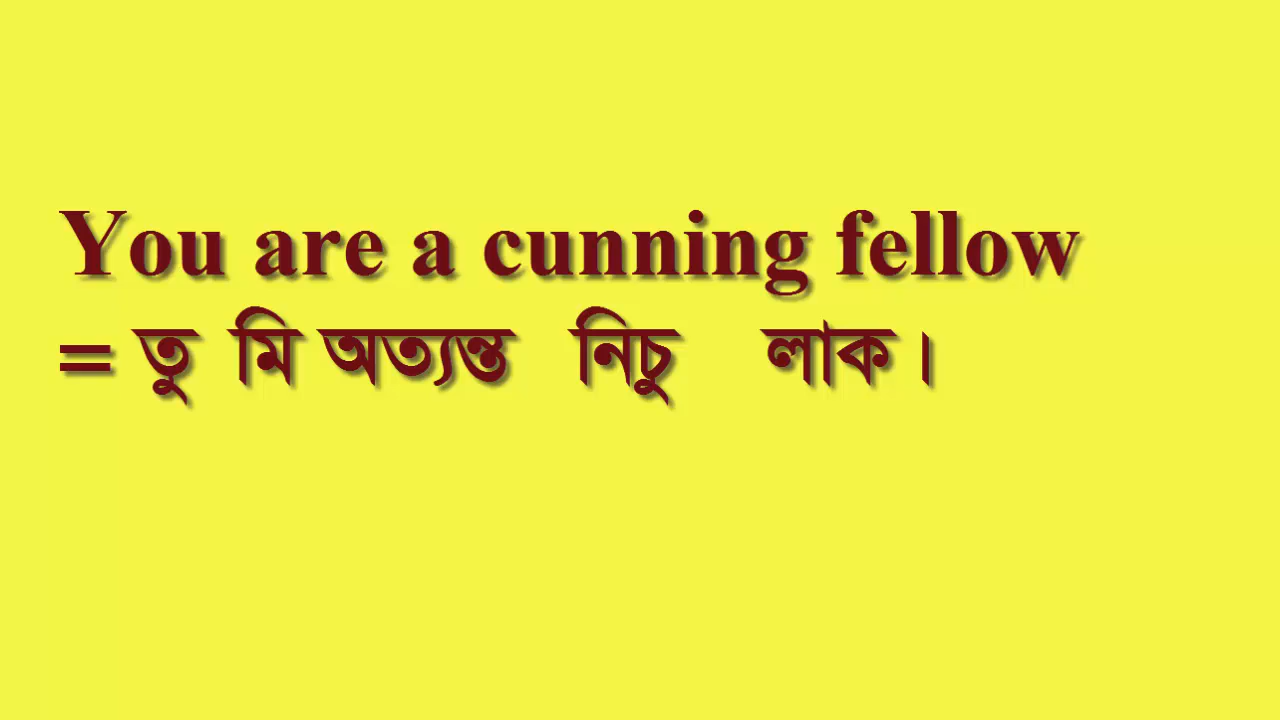 You are a cunning fellow
= তু মি অত্যন্ত নিচু লাক।